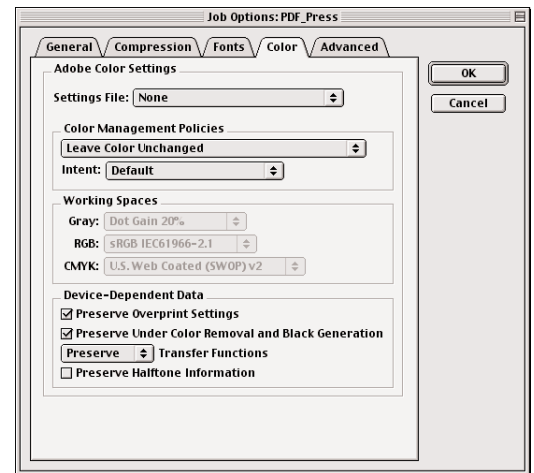 Job Options: PDF_Press
General Compression Fonts Color Advanced
Adobe Color Settings
Settings File: None
Color Management Policies
Leave Color Unchanged
Intent: Default
Working Spaces
Gray: Dot Gain 20%
RGB: sRGB IEC61966-2.1
CMYK: U.S. Web Coated (SWOP) v2
Device-Dependent Data
Preserve Overprint Settings
Preserve Under Color Removal and Black Generation
Preserve Transfer Functions
Preserve Halftone Information
OK
Cancel